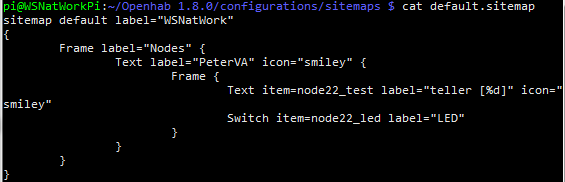 pi@WSNatWorkPi:~/Openhab 1.8.0/configurations/sitemaps $ cat default.sitemap
sitemap default label="WSNatWork"
{
        Frame label="Nodes" {
                Text label="PeterVA" icon="smiley" {
                        Frame {
                                Text item=node22_test label="teller [%d]" icon="
smiley"
                                Switch item=node22_led label="LED"
                        }
                }
        }
}